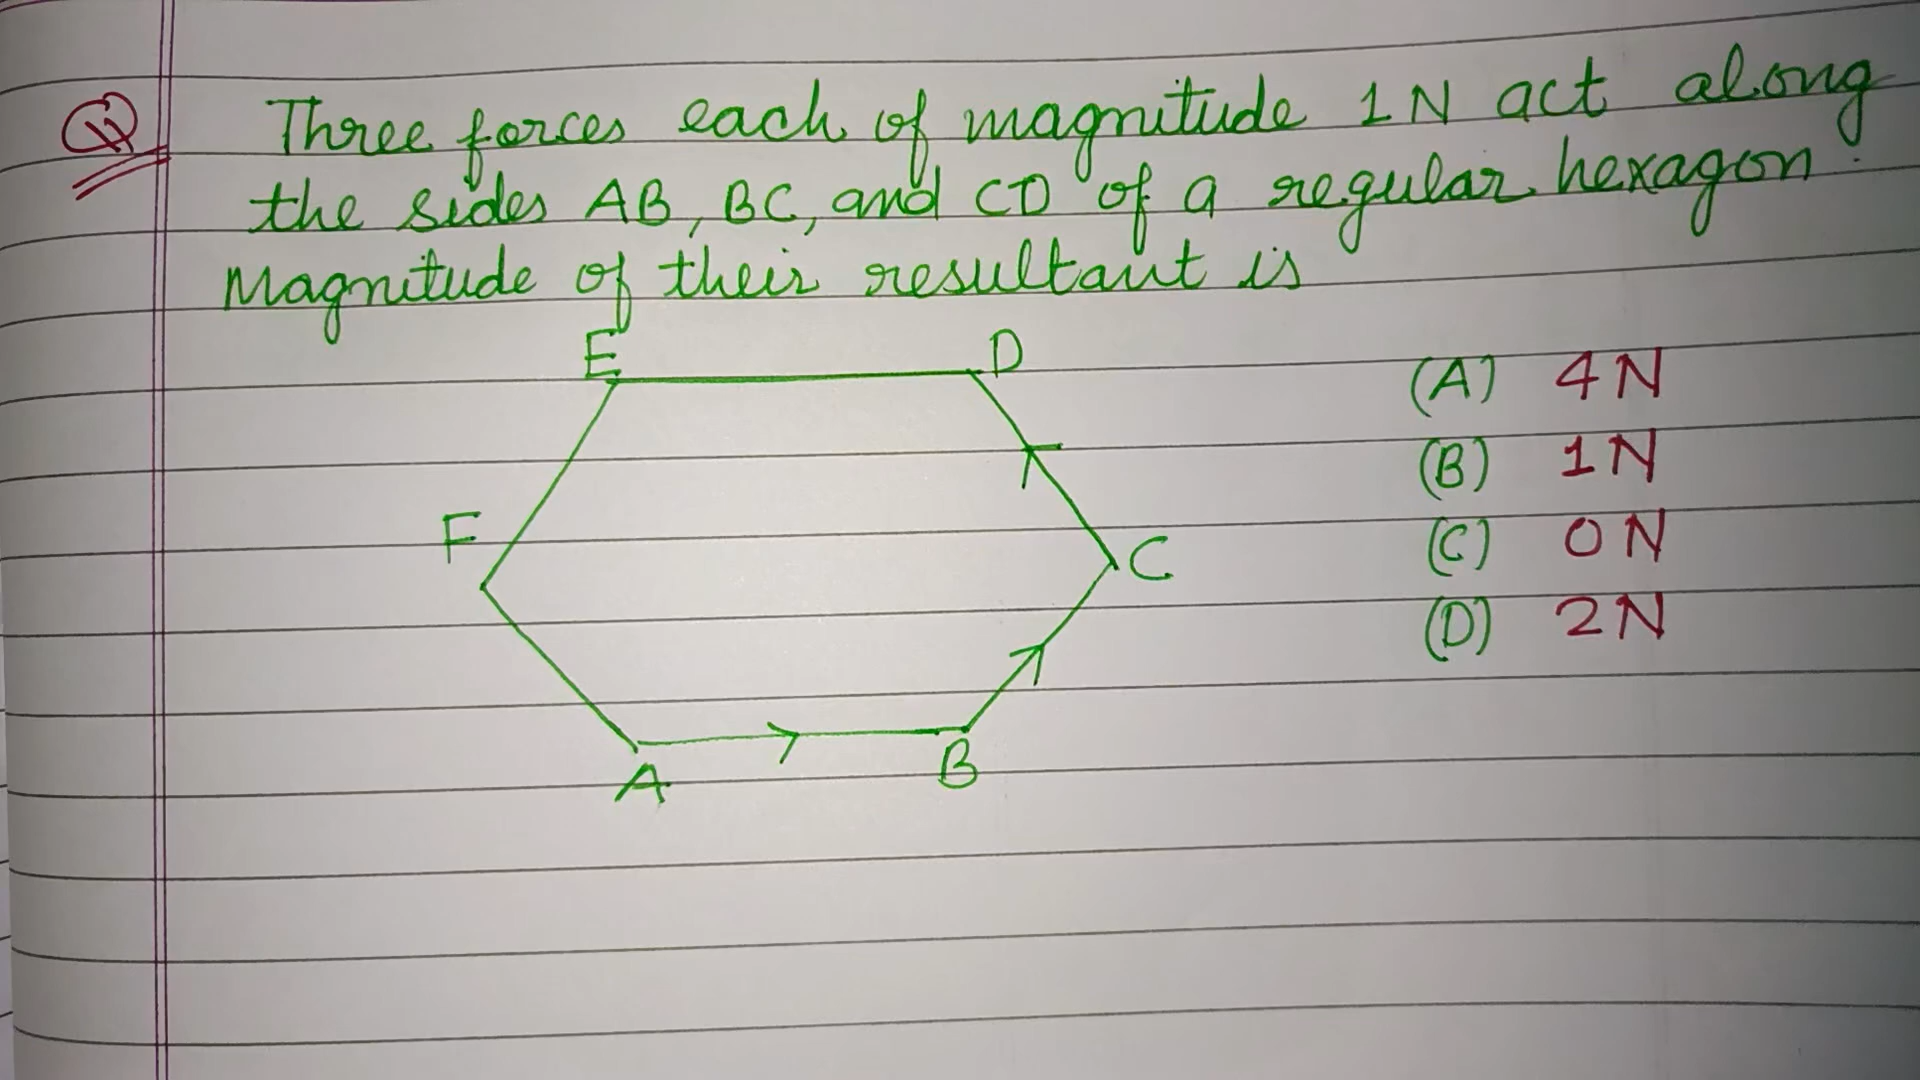 Q Three forces each of magnitude 1N act along
the sides AB, BC, and CD of a regular hexagon.
Magnitude of their resultant is
E D
(A) 4N
(B) 1N
F
C
(C) 0N
(D) 2N
A B